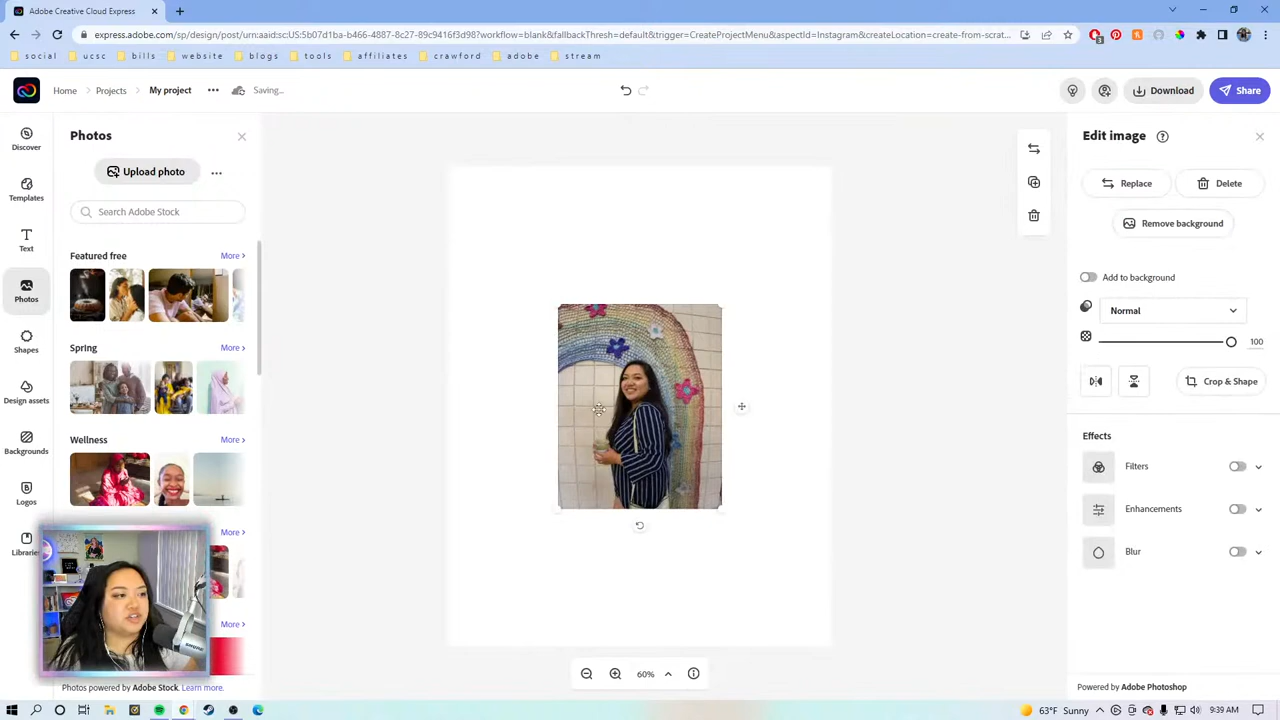 Adobe Creative Cloud Express
express.adobe.com/sp/design/post/urn:aaid:sc:US:5b07d1ba-b466-4887-8c27-89c9416f3d98?workflow=blank&fallbackThresh=default&trigger=CreateProjectMenu&aspectId=Instagram&createLocation=create-from-scrat...
social
ucsc
blog
tools
affiliates
crawford
adobe
stream
Home
Projects
My project
Saving...
Download
Share
Discover
Templates
Text
Photos
Shapes
Design assets
Backgrounds
Logos
Libraries
Photos
Upload photo
Search Adobe Stock
Featured free
More
Spring
More
Wellness
More
More
More
Photos powered by Adobe Stock. Learn more.
60%
Edit image
Replace
Delete
Remove background
Add to background
Normal
100
Crop & Shape
Effects
Filters
Enhancements
Blur
Powered by Adobe Photoshop
63°F Sunny
9:39 AM